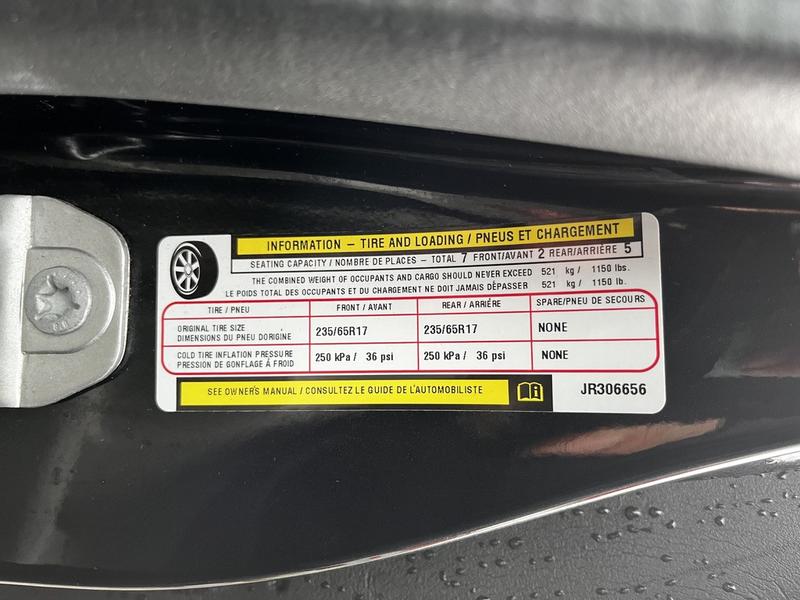 INFORMATION – TIRE AND LOADING / PNEUS ET CHARGEMENT
SEATING CAPACITY / NOMBRE DE PLACES – TOTAL 7 FRONT/AVANT 2 REAR/ARRIÈRE 5
THE COMBINED WEIGHT OF OCCUPANTS AND CARGO SHOULD NEVER EXCEED 521 kg / 1150 lbs.
LE POIDS TOTAL DES OCCUPANTS ET DU CHARGEMENT NE DOIT JAMAIS DÉPASSER 521 kg / 1150 lb.
TIRE / PNEU FRONT / AVANT REAR / ARRIÉRE SPARE/PNEU DE SECOURS
ORIGINAL TIRE SIZE
DIMENSIONS DU PNEU DORIGINE 235/65R17 235/65R17 NONE
COLD TIRE INFLATION PRESSURE
PRESSION DE GONFLAGE À FROID 250 kPa / 36 psi 250 kPa / 36 psi NONE
SEE OWNER'S MANUAL / CONSULTEZ LE GUIDE DE L'AUTOMOBILISTE
JR306656